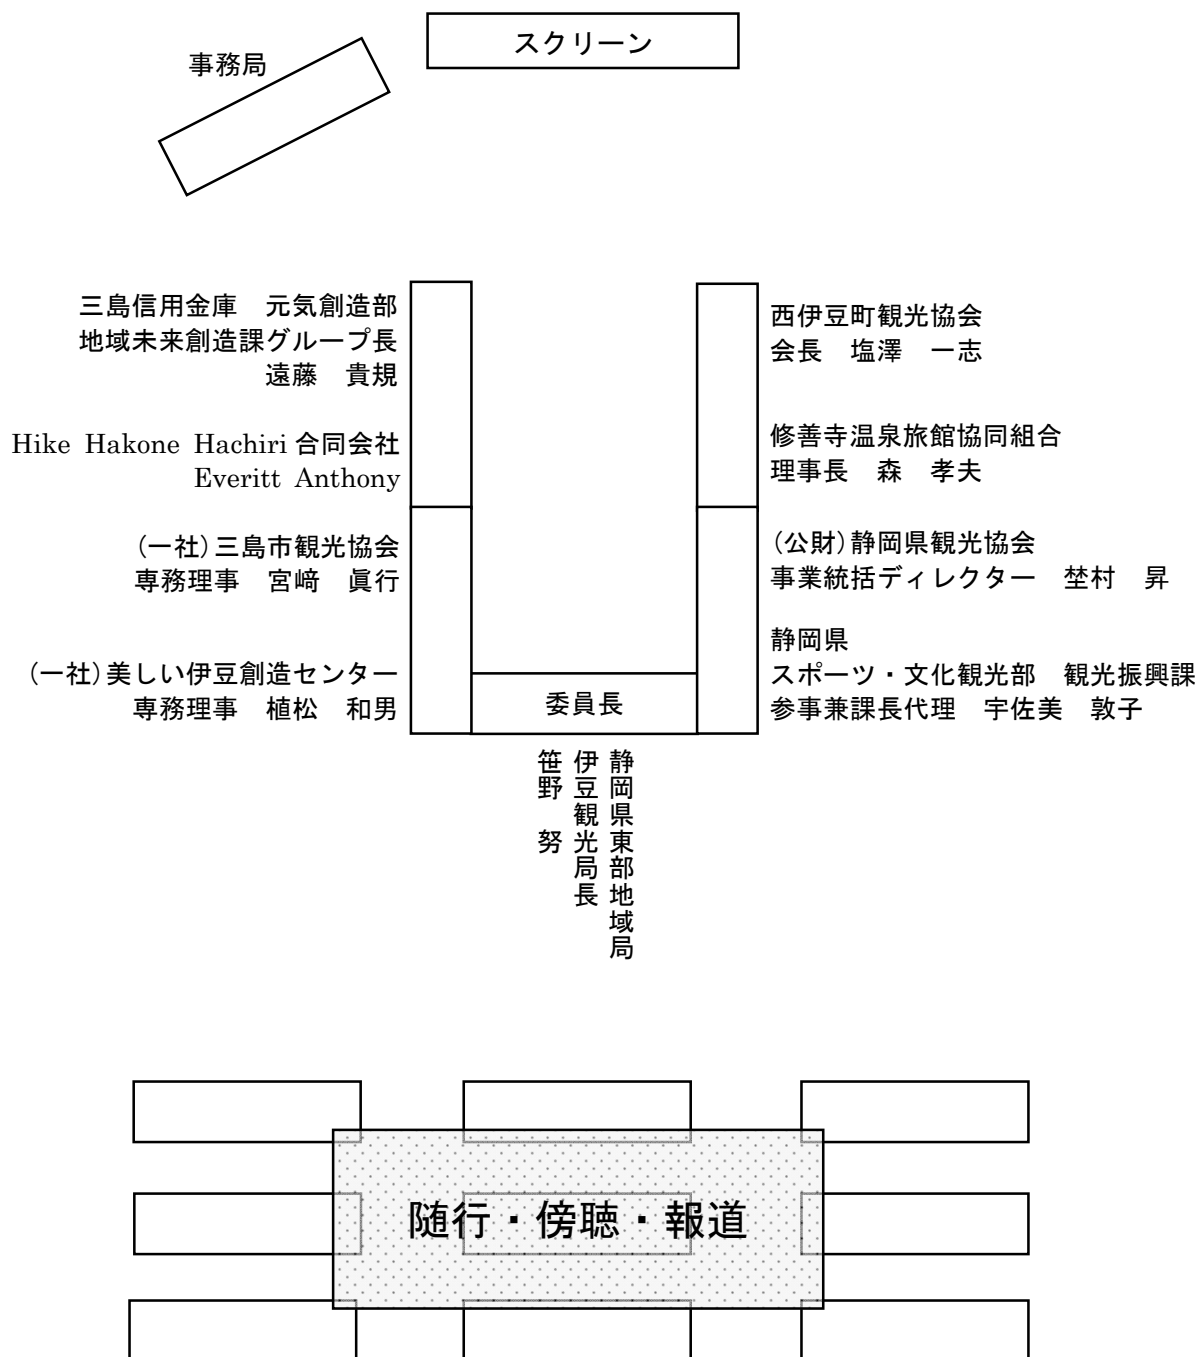 スクリーン
事務局
三島信用金庫　元気創造部
地域未来創造課グループ長
遠藤　貴規
Hike Hakone Hachiri 合同会社
Everitt Anthony
（一社）三島市観光協会
専務理事　宮﨑　眞行
（一社）美しい伊豆創造センター
専務理事　植松　和男
西伊豆町観光協会
会長　塩澤　一志
修善寺温泉旅館協同組合
理事長　森　孝夫
（公財）静岡県観光協会
事業統括ディレクター　埜村　昇
静岡県
スポーツ・文化観光部　観光振興課
参事兼課長代理　宇佐美　敦子
委員長
静岡県東部地域局
伊豆観光局長
笹野　努
随行・傍聴・報道